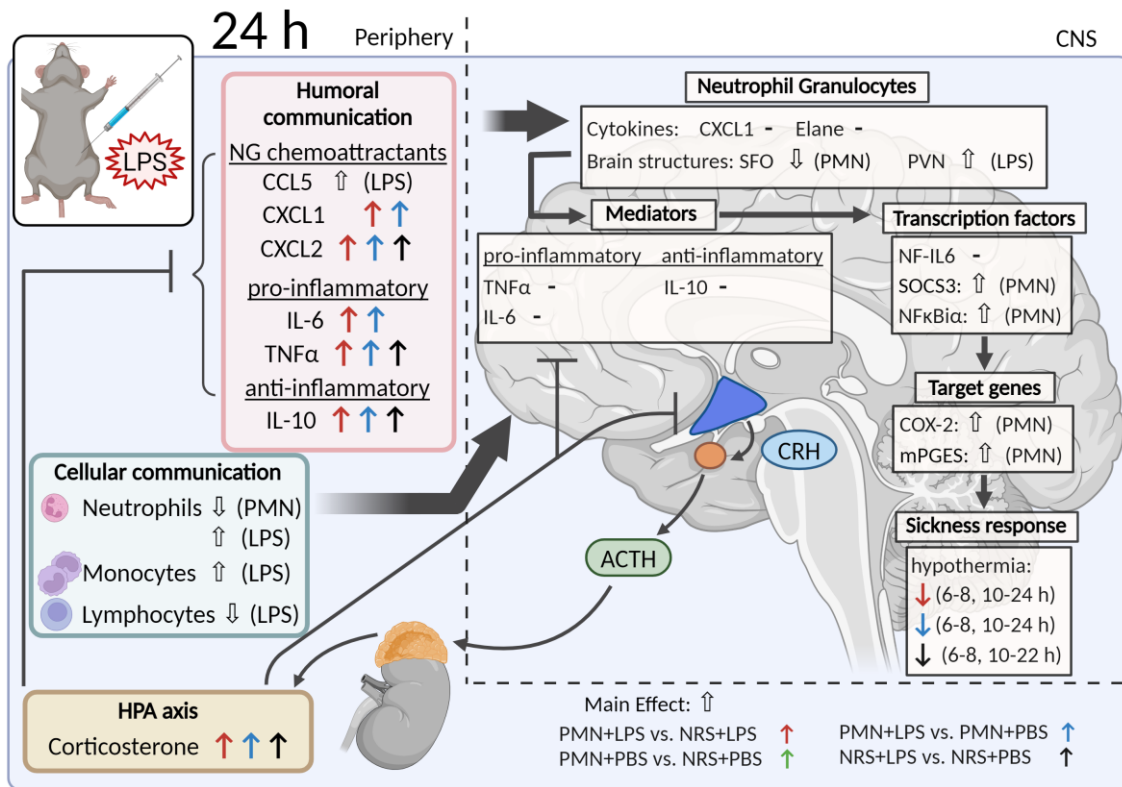 24 h
Periphery
CNS
LPS
Humoral
communication
NG chemoattractants
CCL5 ⇧ (LPS)
CXCL1 ↑ ↑
CXCL2 ↑ ↑ ↑
pro-inflammatory
IL-6 ↑ ↑
TNFα ↑ ↑ ↑
anti-inflammatory
IL-10 ↑ ↑ ↑
Cellular communication
Neutrophils ⇩ (PMN)
⇧ (LPS)
Monocytes ⇧ (LPS)
Lymphocytes ⇩ (LPS)
HPA axis
Corticosterone ↑ ↑ ↑
Neutrophil Granulocytes
Cytokines: CXCL1 - Elane -
Brain structures: SFO ⇩ (PMN) PVN ⇧ (LPS)
Mediators
pro-inflammatory anti-inflammatory
TNFα - IL-10 -
IL-6 -
Transcription factors
NF-IL6 -
SOCS3: ⇧ (PMN)
NFκBiα: ⇧ (PMN)
Target genes
COX-2: ⇧ (PMN)
mPGES: ⇧ (PMN)
Sickness response
hypothermia:
↓ (6-8, 10-24 h)
↓ (6-8, 10-24 h)
↓ (6-8, 10-22 h)
CRH
ACTH
Main Effect: ⇧
PMN+LPS vs. NRS+LPS ↑ PMN+LPS vs. PMN+PBS ↑
PMN+PBS vs. NRS+PBS ↑ NRS+LPS vs. NRS+PBS ↑